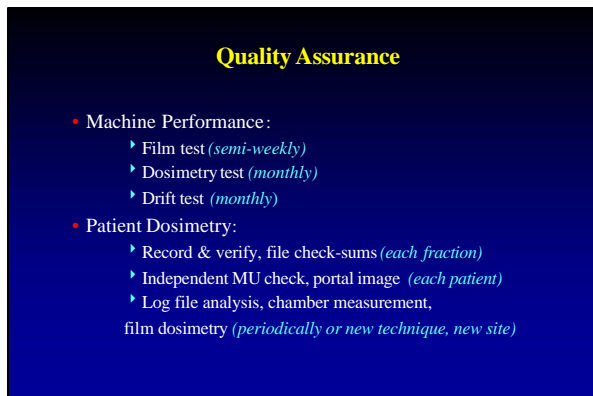 Quality Assurance
• Machine Performance:
Film test (semi-weekly)
Dosimetry test (monthly)
Drift test (monthly)
• Patient Dosimetry:
Record & verify, file check-sums (each fraction)
Independent MU check, portal image (each patient)
Log file analysis, chamber measurement,
film dosimetry (periodically or new technique, new site)